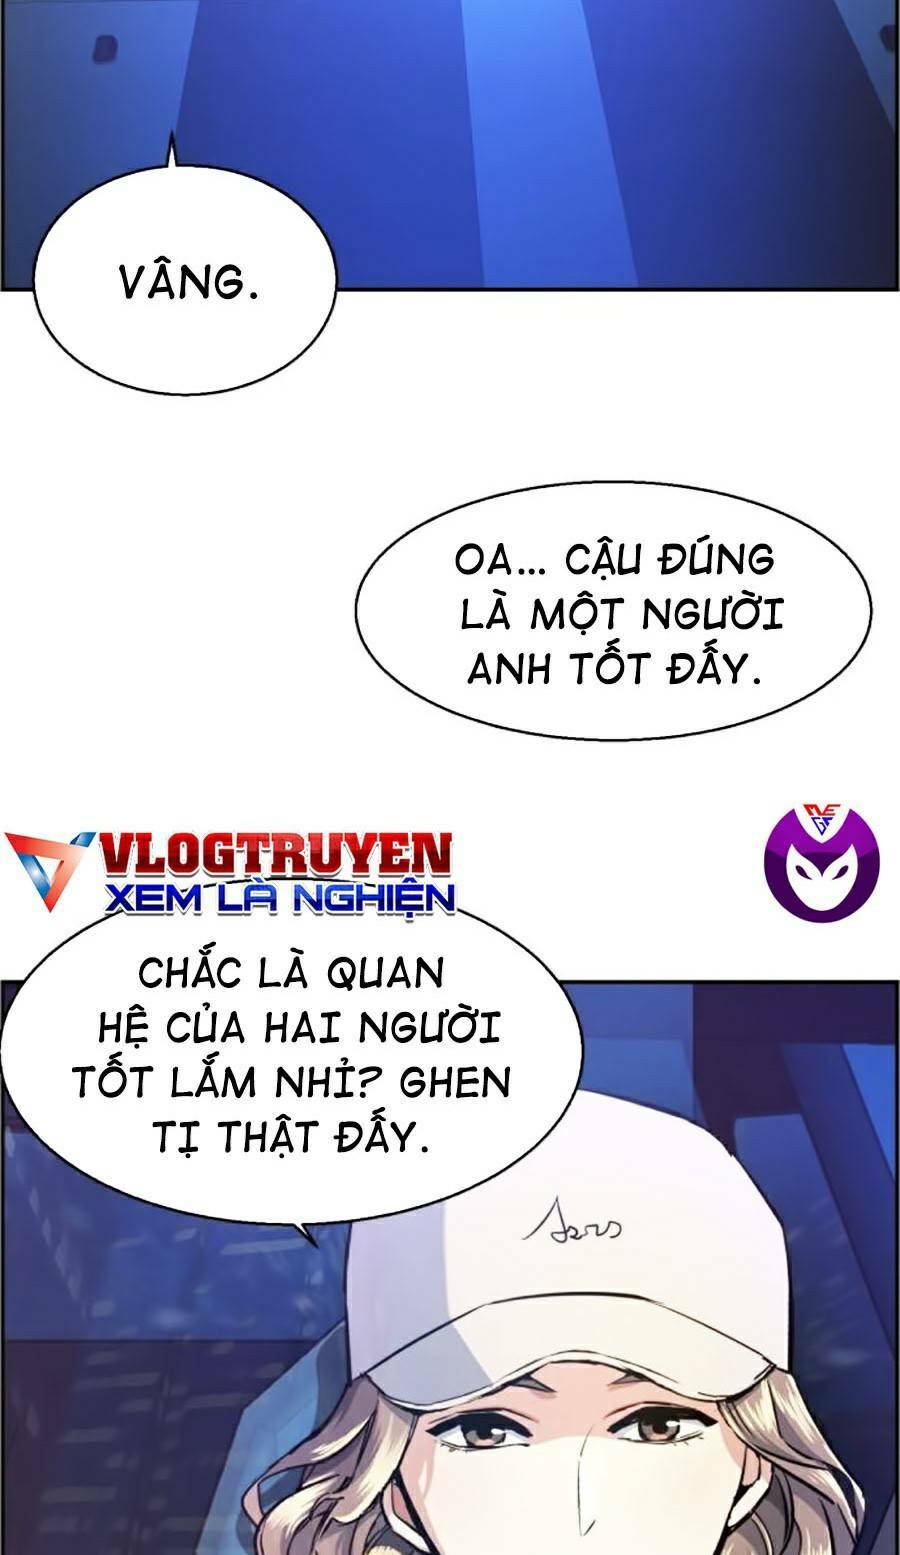 VÂNG.
OA... CẬU ĐÚNG
LÀ MỘT NGƯỜI
ANH TỐT ĐẤY.
VLOGTRUYEN
XEM LÀ NGHIỆN
CHẮC LÀ QUAN
HỆ CỦA HAI NGƯỜI
TỐT LẮM NHỈ? GHEN
TỊ THẬT ĐẤY.